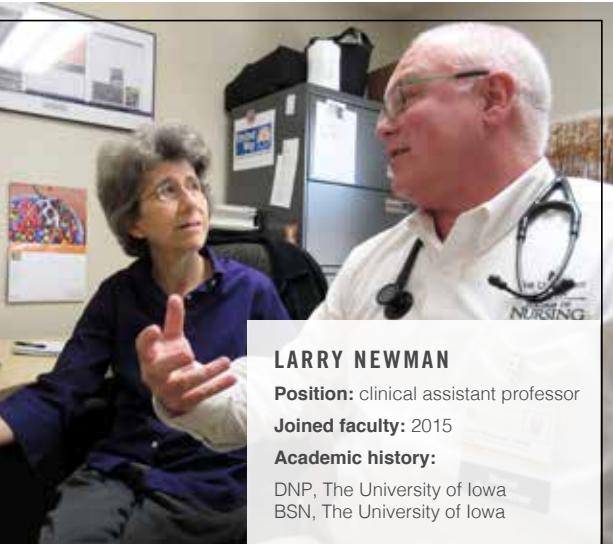 NURSING
LARRY NEWMAN
Position: clinical assistant professor
Joined faculty: 2015
Academic history:
DNP, The University of Iowa
BSN, The University of Iowa